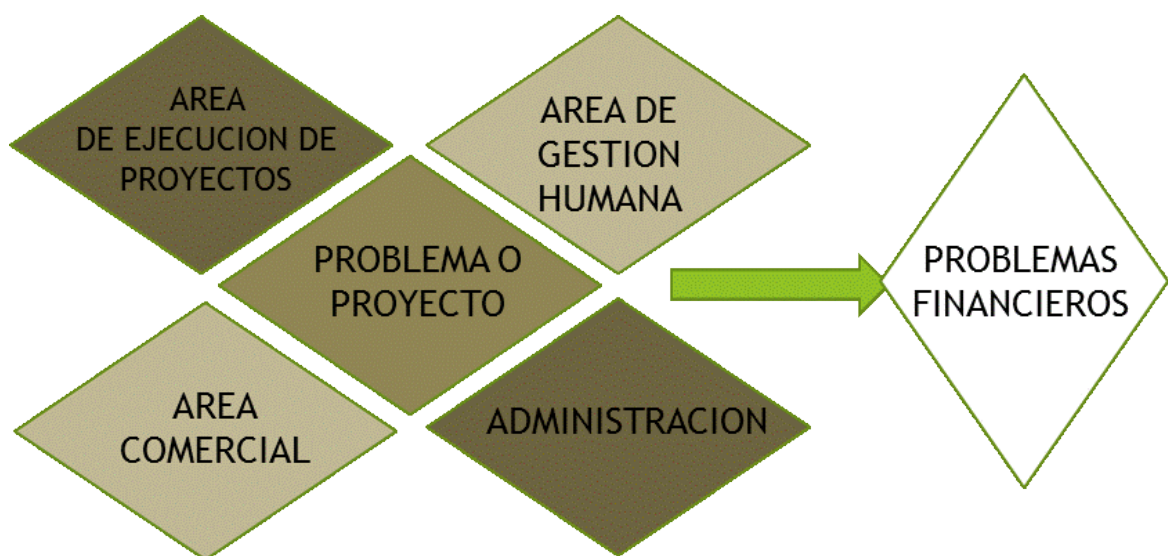 AREA
DE EJECUCION DE
PROYECTOS
AREA DE
GESTION
HUMANA
PROBLEMA O
PROYECTO
PROBLEMAS
FINANCIEROS
AREA
COMERCIAL
ADMINISTRACION